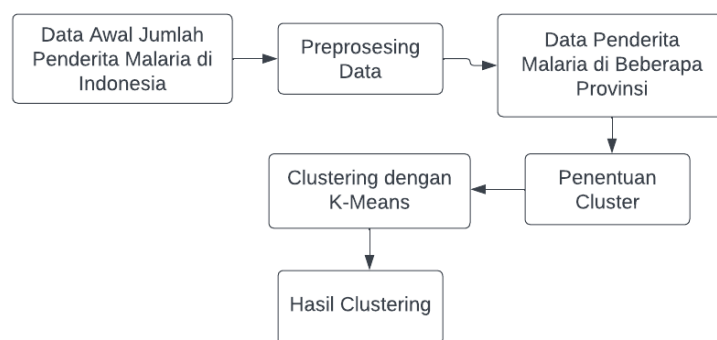 Data Awal Jumlah
Penderita Malaria di
Indonesia
Preprosesing
Data
Data Penderita
Malaria di Beberapa
Provinsi
Penentuan
Cluster
Clustering dengan
K-Means
Hasil Clustering